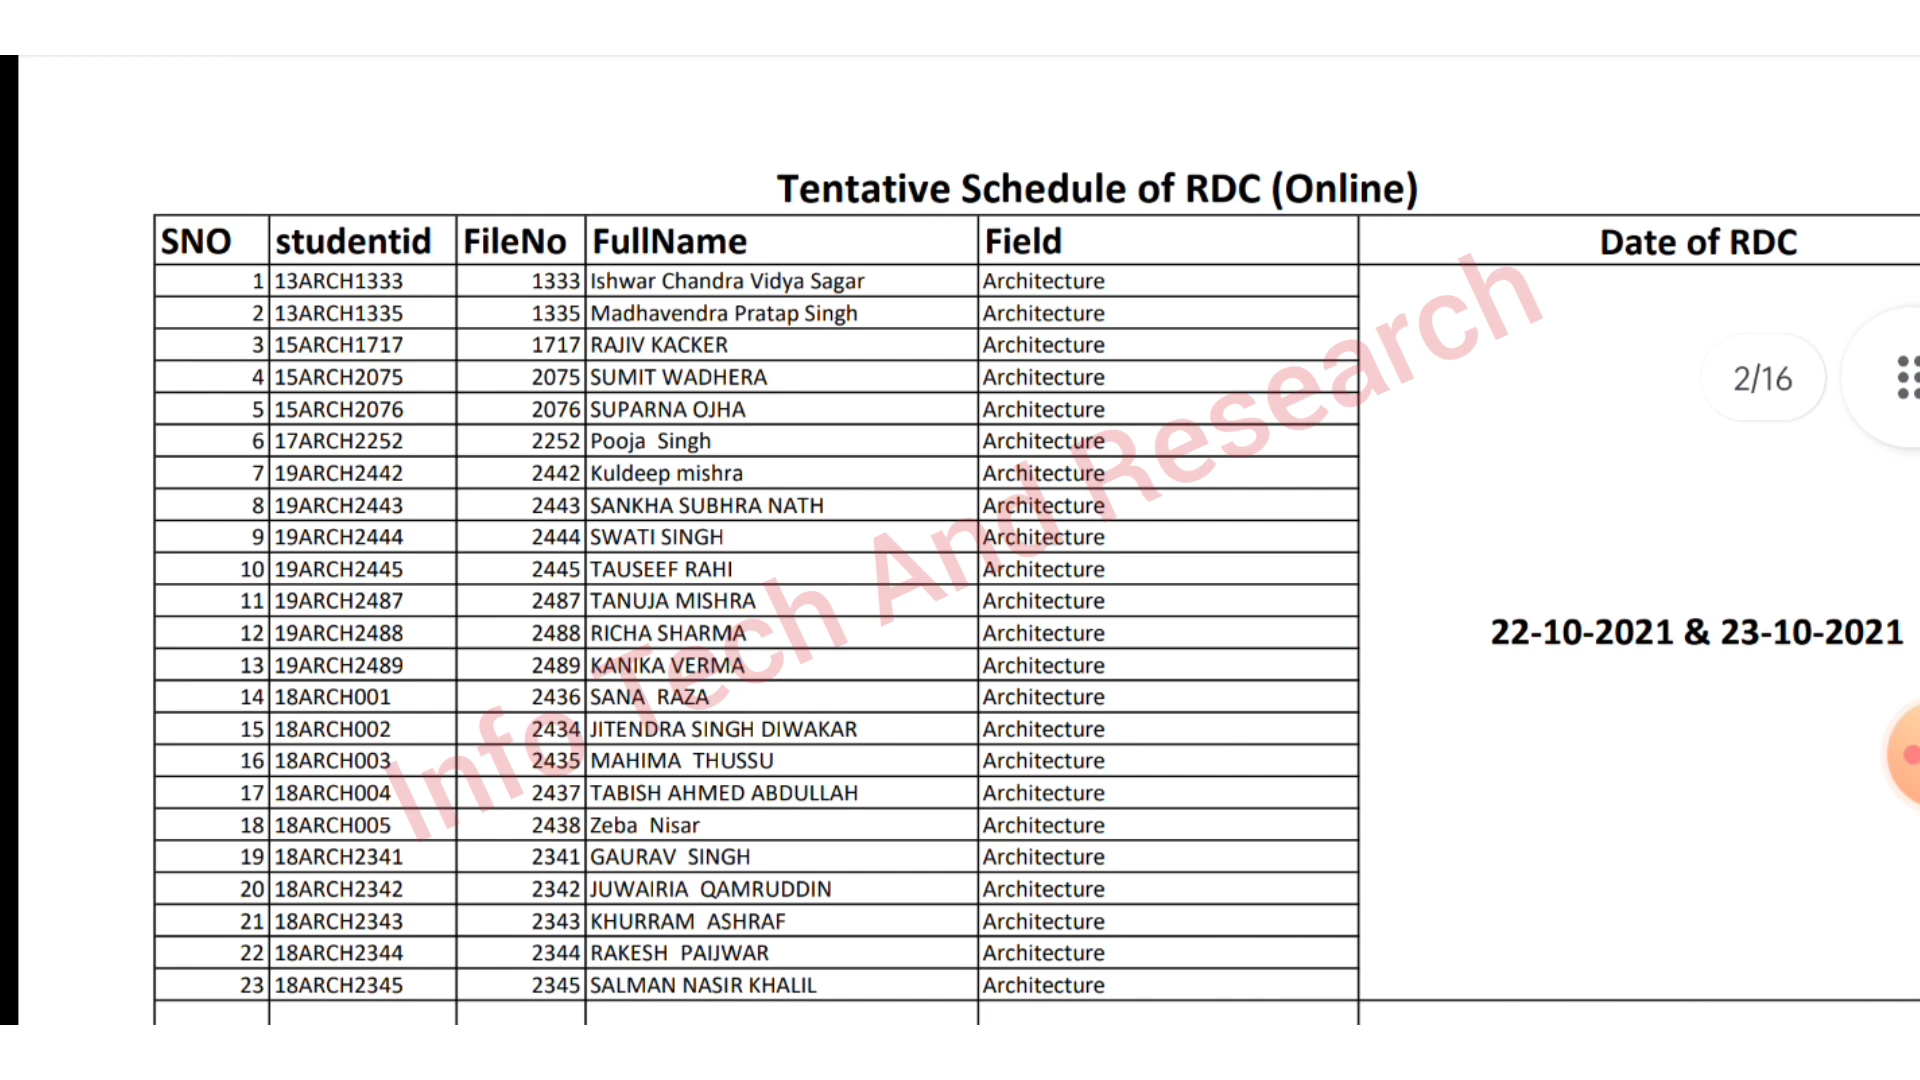 Tentative Schedule of RDC (Online)
SNO studentid FileNo FullName Field Date of RDC
1 13ARCH1333 1333 Ishwar Chandra Vidya Sagar Architecture
2 13ARCH1335 1335 Madhavendra Pratap Singh Architecture
3 15ARCH1717 1717 RAJIV KACKER Architecture
4 15ARCH2075 2075 SUMIT WADHERA Architecture
2/16
5 15ARCH2076 2076 SUPARNA OJHA Architecture
6 17ARCH2252 2252 Pooja Singh Architecture
7 19ARCH2442 2442 Kuldeep mishra Architecture
8 19ARCH2443 2443 SANKHA SUBHRA NATH Architecture
9 19ARCH2444 2444 SWATI SINGH Architecture
10 19ARCH2445 2445 TAUSEEF RAHI Architecture
11 19ARCH2487 2487 TANUJA MISHRA Architecture
12 19ARCH2488 2488 RICHA SHARMA Architecture 22-10-2021 & 23-10-2021
13 19ARCH2489 2489 KANIKA VERMA Architecture
14 18ARCH001 2436 SANA RAZA Architecture
15 18ARCH002 2434 JITENDRA SINGH DIWAKAR Architecture
16 18ARCH003 2435 MAHIMA THUSSU Architecture
17 18ARCH004 2437 TABISH AHMED ABDULLAH Architecture
18 18ARCH005 2438 Zeba Nisar Architecture
19 18ARCH2341 2341 GAURAV SINGH Architecture
20 18ARCH2342 2342 JUWAIRIA QAMRUDDIN Architecture
21 18ARCH2343 2343 KHURRAM ASHRAF Architecture
22 18ARCH2344 2344 RAKESH PAIJWAR Architecture
23 18ARCH2345 2345 SALMAN NASIR KHALIL Architecture
Info Tech And Research